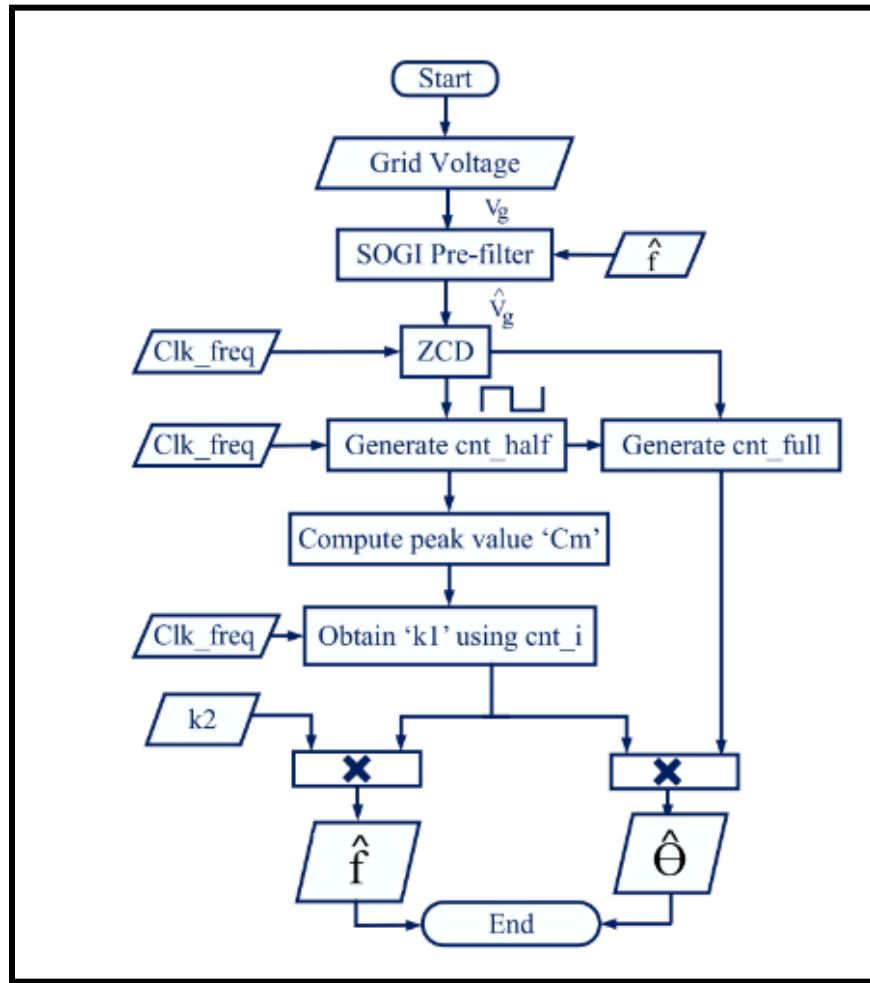 Start
Grid Voltage
Vg
SOGI Pre-filter
f̂
V̂g
Clk_freq
ZCD
Clk_freq
Generate cnt_half
Generate cnt_full
Compute peak value ‘Cm’
Clk_freq
Obtain ‘k1’ using cnt_i
k2
×
×
f̂
Θ̂
End